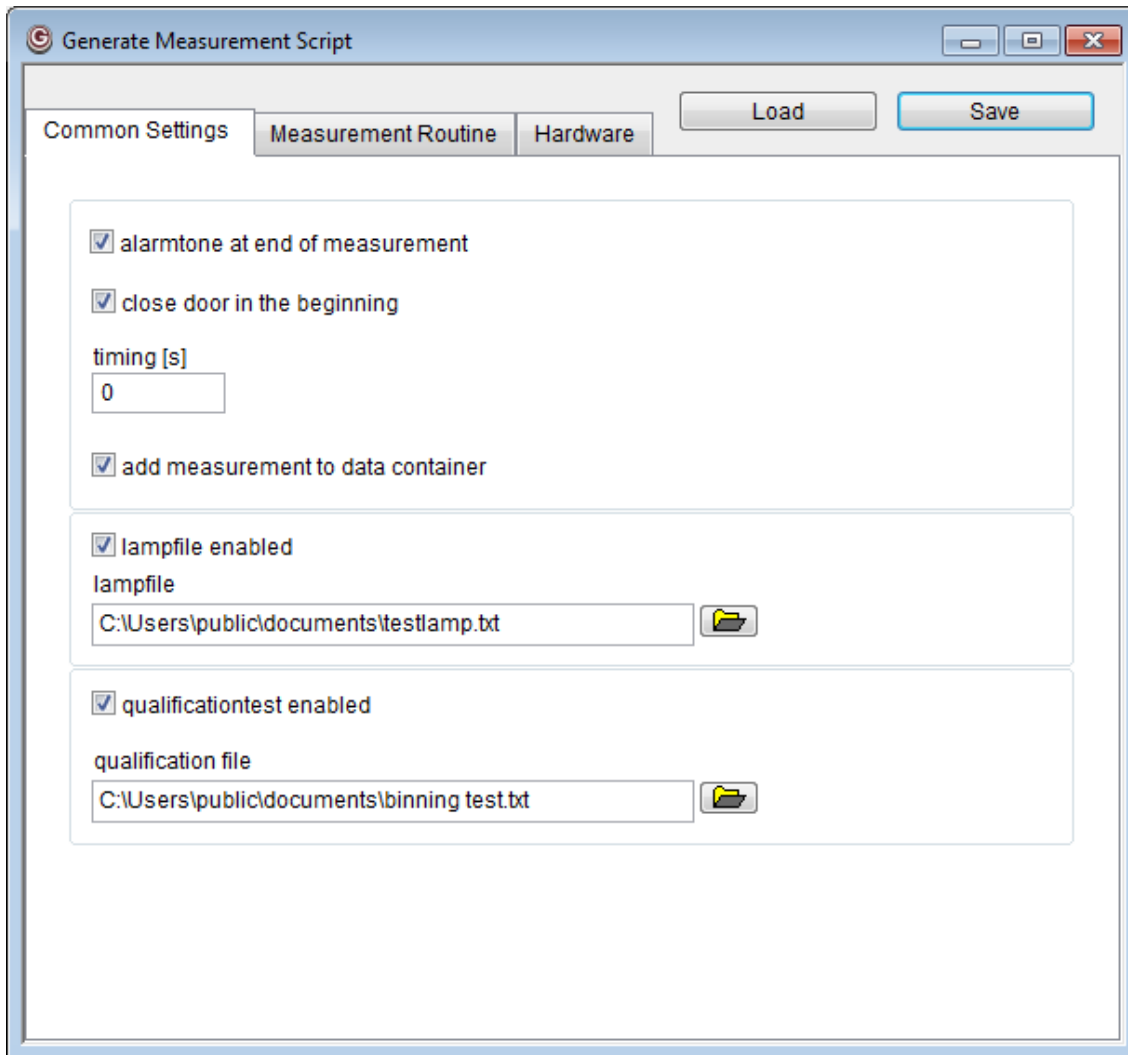 Generate Measurement Script
Load
Save
Common Settings
Measurement Routine
Hardware
alarmtone at end of measurement
close door in the beginning
timing [s]
0
add measurement to data container
lampfile enabled
lampfile
C:\Users\public\documents\testlamp.txt
qualificationtest enabled
qualification file
C:\Users\public\documents\binning test.txt